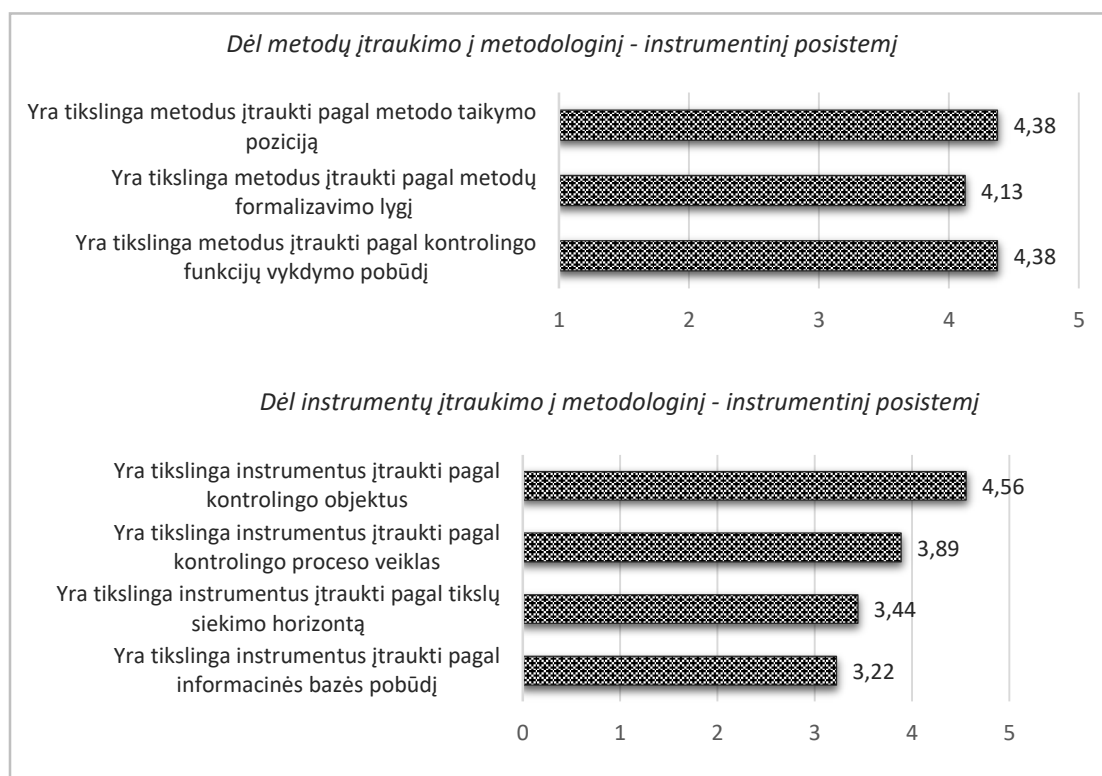 Dėl metodų įtraukimo į metodologinį - instrumentinį posistemį
Yra tikslinga metodus įtraukti pagal metodo taikymo
poziciją
4,38
Yra tikslinga metodus įtraukti pagal metodų
formalizavimo lygį
4,13
Yra tikslinga metodus įtraukti pagal kontrolingo
funkcijų vykdymo pobūdį
4,38
1 2 3 4 5
Dėl instrumentų įtraukimo į metodologinį - instrumentinį posistemį
Yra tikslinga instrumentus įtraukti pagal
kontrolingo objektus
4,56
Yra tikslinga instrumentus įtraukti pagal
kontrolingo proceso veiklas
3,89
Yra tikslinga instrumentus įtraukti pagal tikslų
siekimo horizontą
3,44
Yra tikslinga instrumentus įtraukti pagal
informacinės bazės pobūdį
3,22
0 1 2 3 4 5